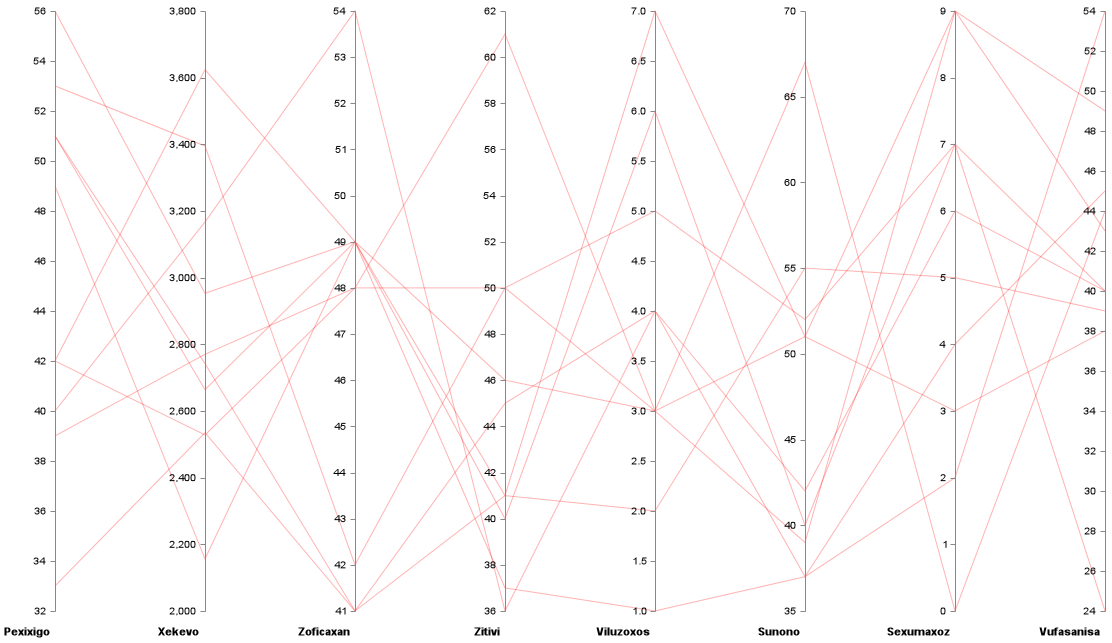 56 3,800 54 62 7.0 70 9 54
54 3,600 53 60 6.5 65 8 52
52 3,400 52 58 6.0 60 7 50
50 3,200 51 56 5.5 55 6 48
48 3,000 50 54 5.0 50 5 46
46 2,800 49 52 4.5 45 4 44
44 2,600 48 50 4.0 40 3 42
42 2,400 47 48 3.5 35 2 40
40 2,200 46 46 3.0 1 38
38 2,000 45 44 2.5 0 36
36 44 42 2.0 34
34 43 40 1.5 32
32 42 38 1.0 30
41 36 28
26
24
Pexixigo Xekevo Zoficaxan Zitivi Viluzoxos Sunono Sexumaxoz Vufasanisa